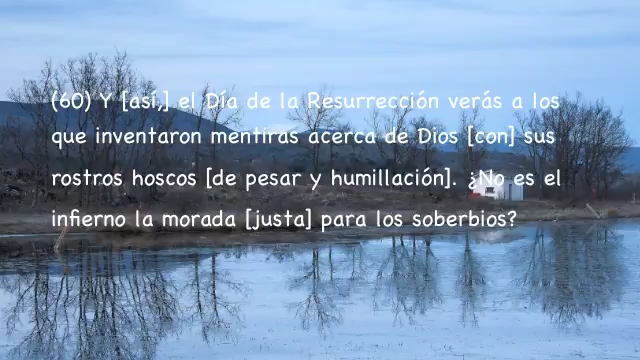 (60) Y [así,] el Día de la Resurrección verás a los
que inventaron mentiras acerca de Dios [con] sus
rostros hoscos [de pesar y humillación]. ¿No es el
infierno la morada [justa] para los soberbios?